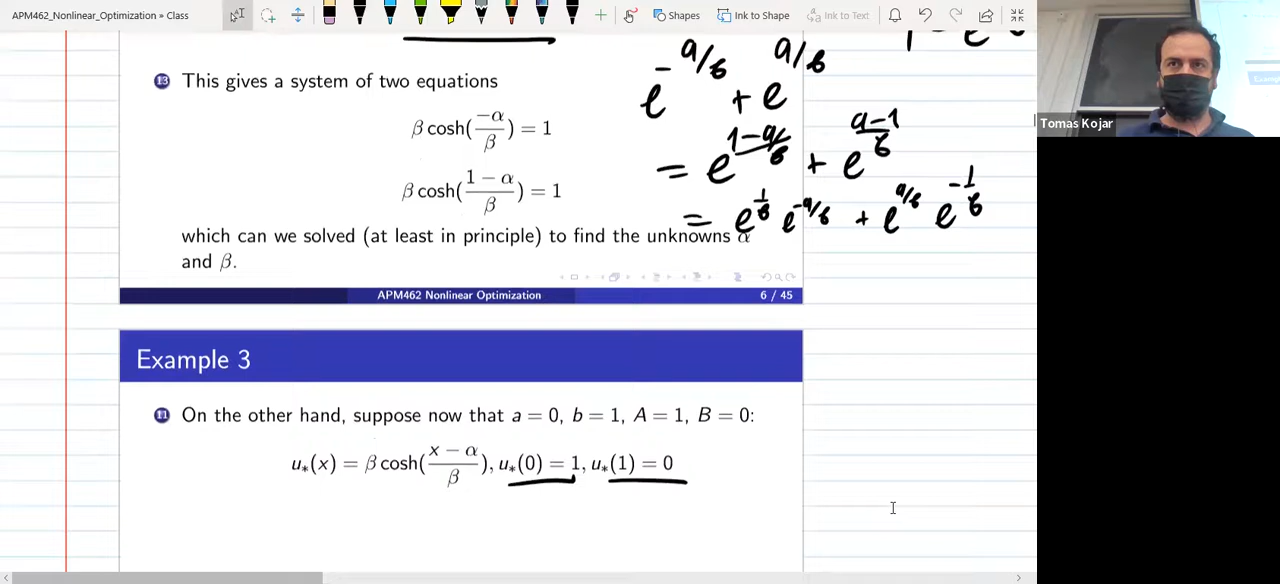 APM462_Nonlinear_Optimization » Class
Shapes
Ink to Shape
Ink to Text
13 This gives a system of two equations
β cosh(−α/β) = 1
β cosh((1 − α)/β) = 1
which can we solved (at least in principle) to find the unknowns α
and β.
APM462 Nonlinear Optimization 6 / 45
e^{-a/b} + e^{a/b}
= e^{1-a/b} + e^{a-1/b}
= e^{1/b} e^{-a/b} + e^{a/b} e^{-1/b}
Example 3
11 On the other hand, suppose now that a = 0, b = 1, A = 1, B = 0:
u∗(x) = β cosh((x − α)/β), u∗(0) = 1, u∗(1) = 0
Tomas Kojar